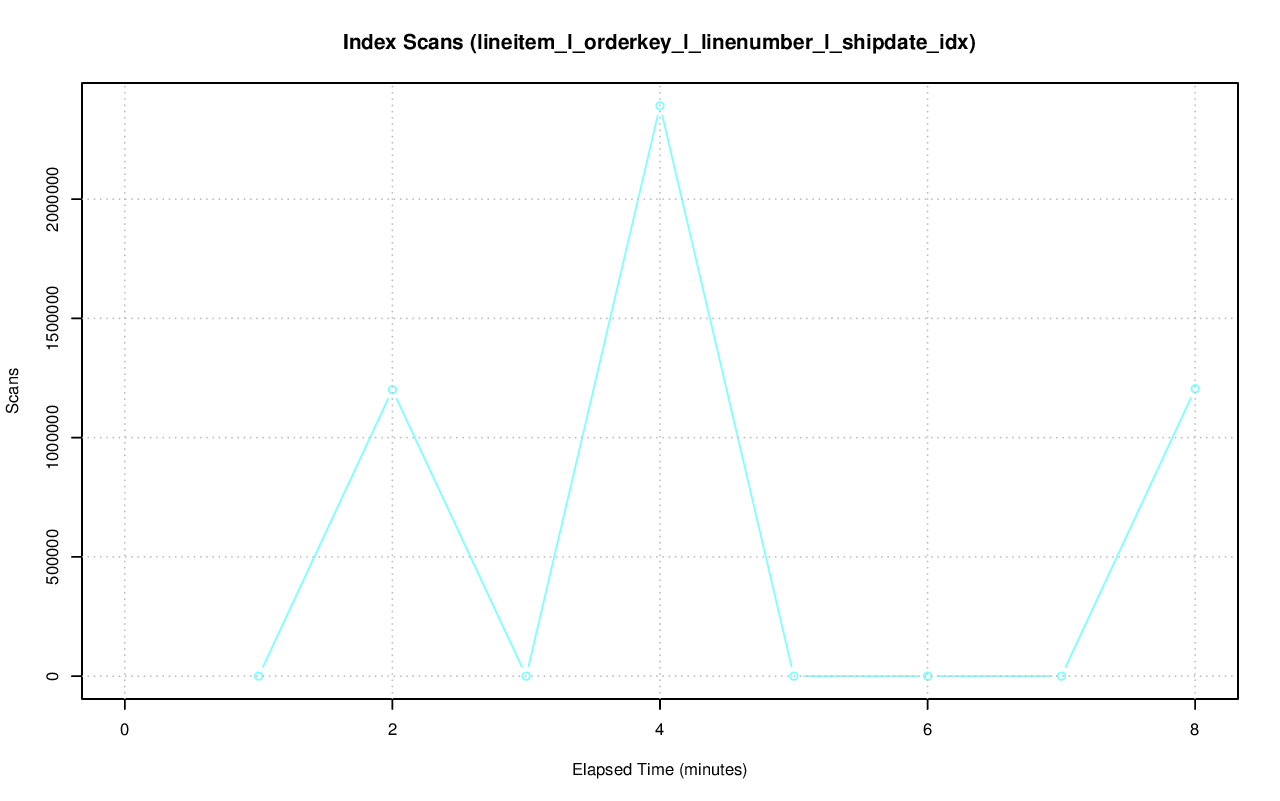 Index Scans (lineitem_l_orderkey_l_linenumber_l_shipdate_idx)
Scans
2000000
1500000
1000000
500000
0
0 2 4 6 8
Elapsed Time (minutes)